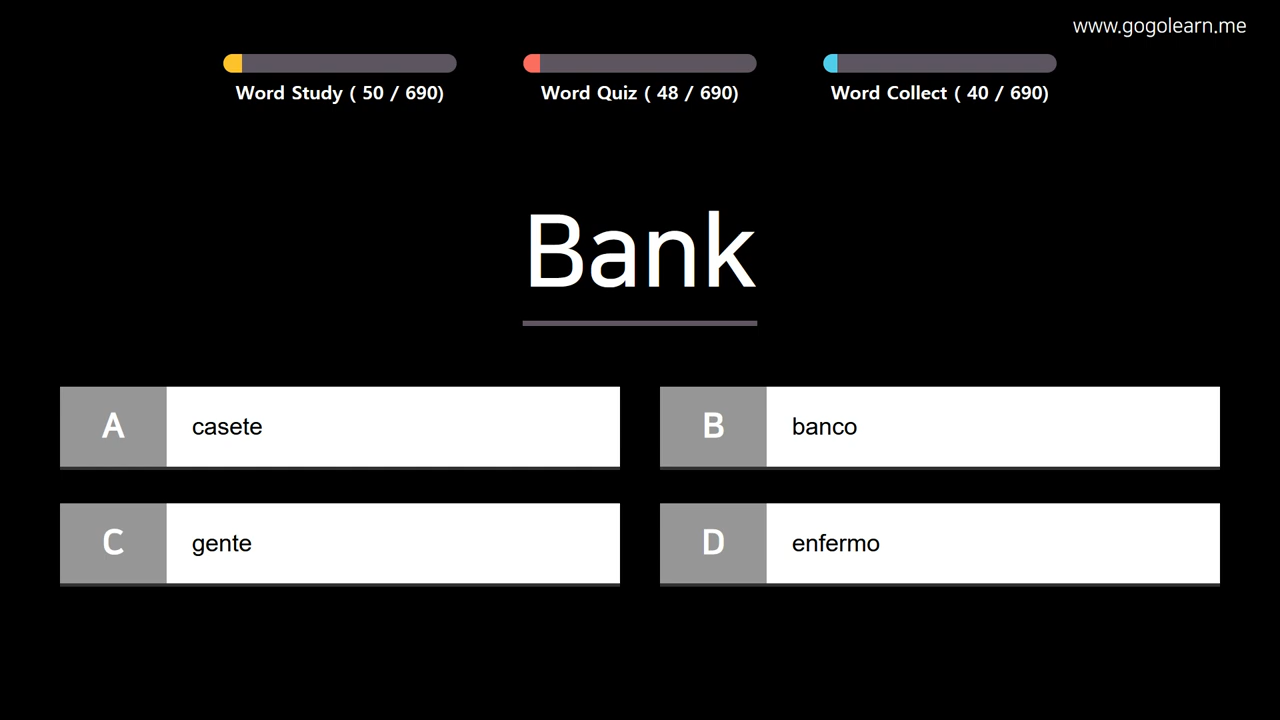 www.gogolearn.me
Word Study ( 50 / 690)
Word Quiz ( 48 / 690)
Word Collect ( 40 / 690)
Bank
A casete
B banco
C gente
D enfermo